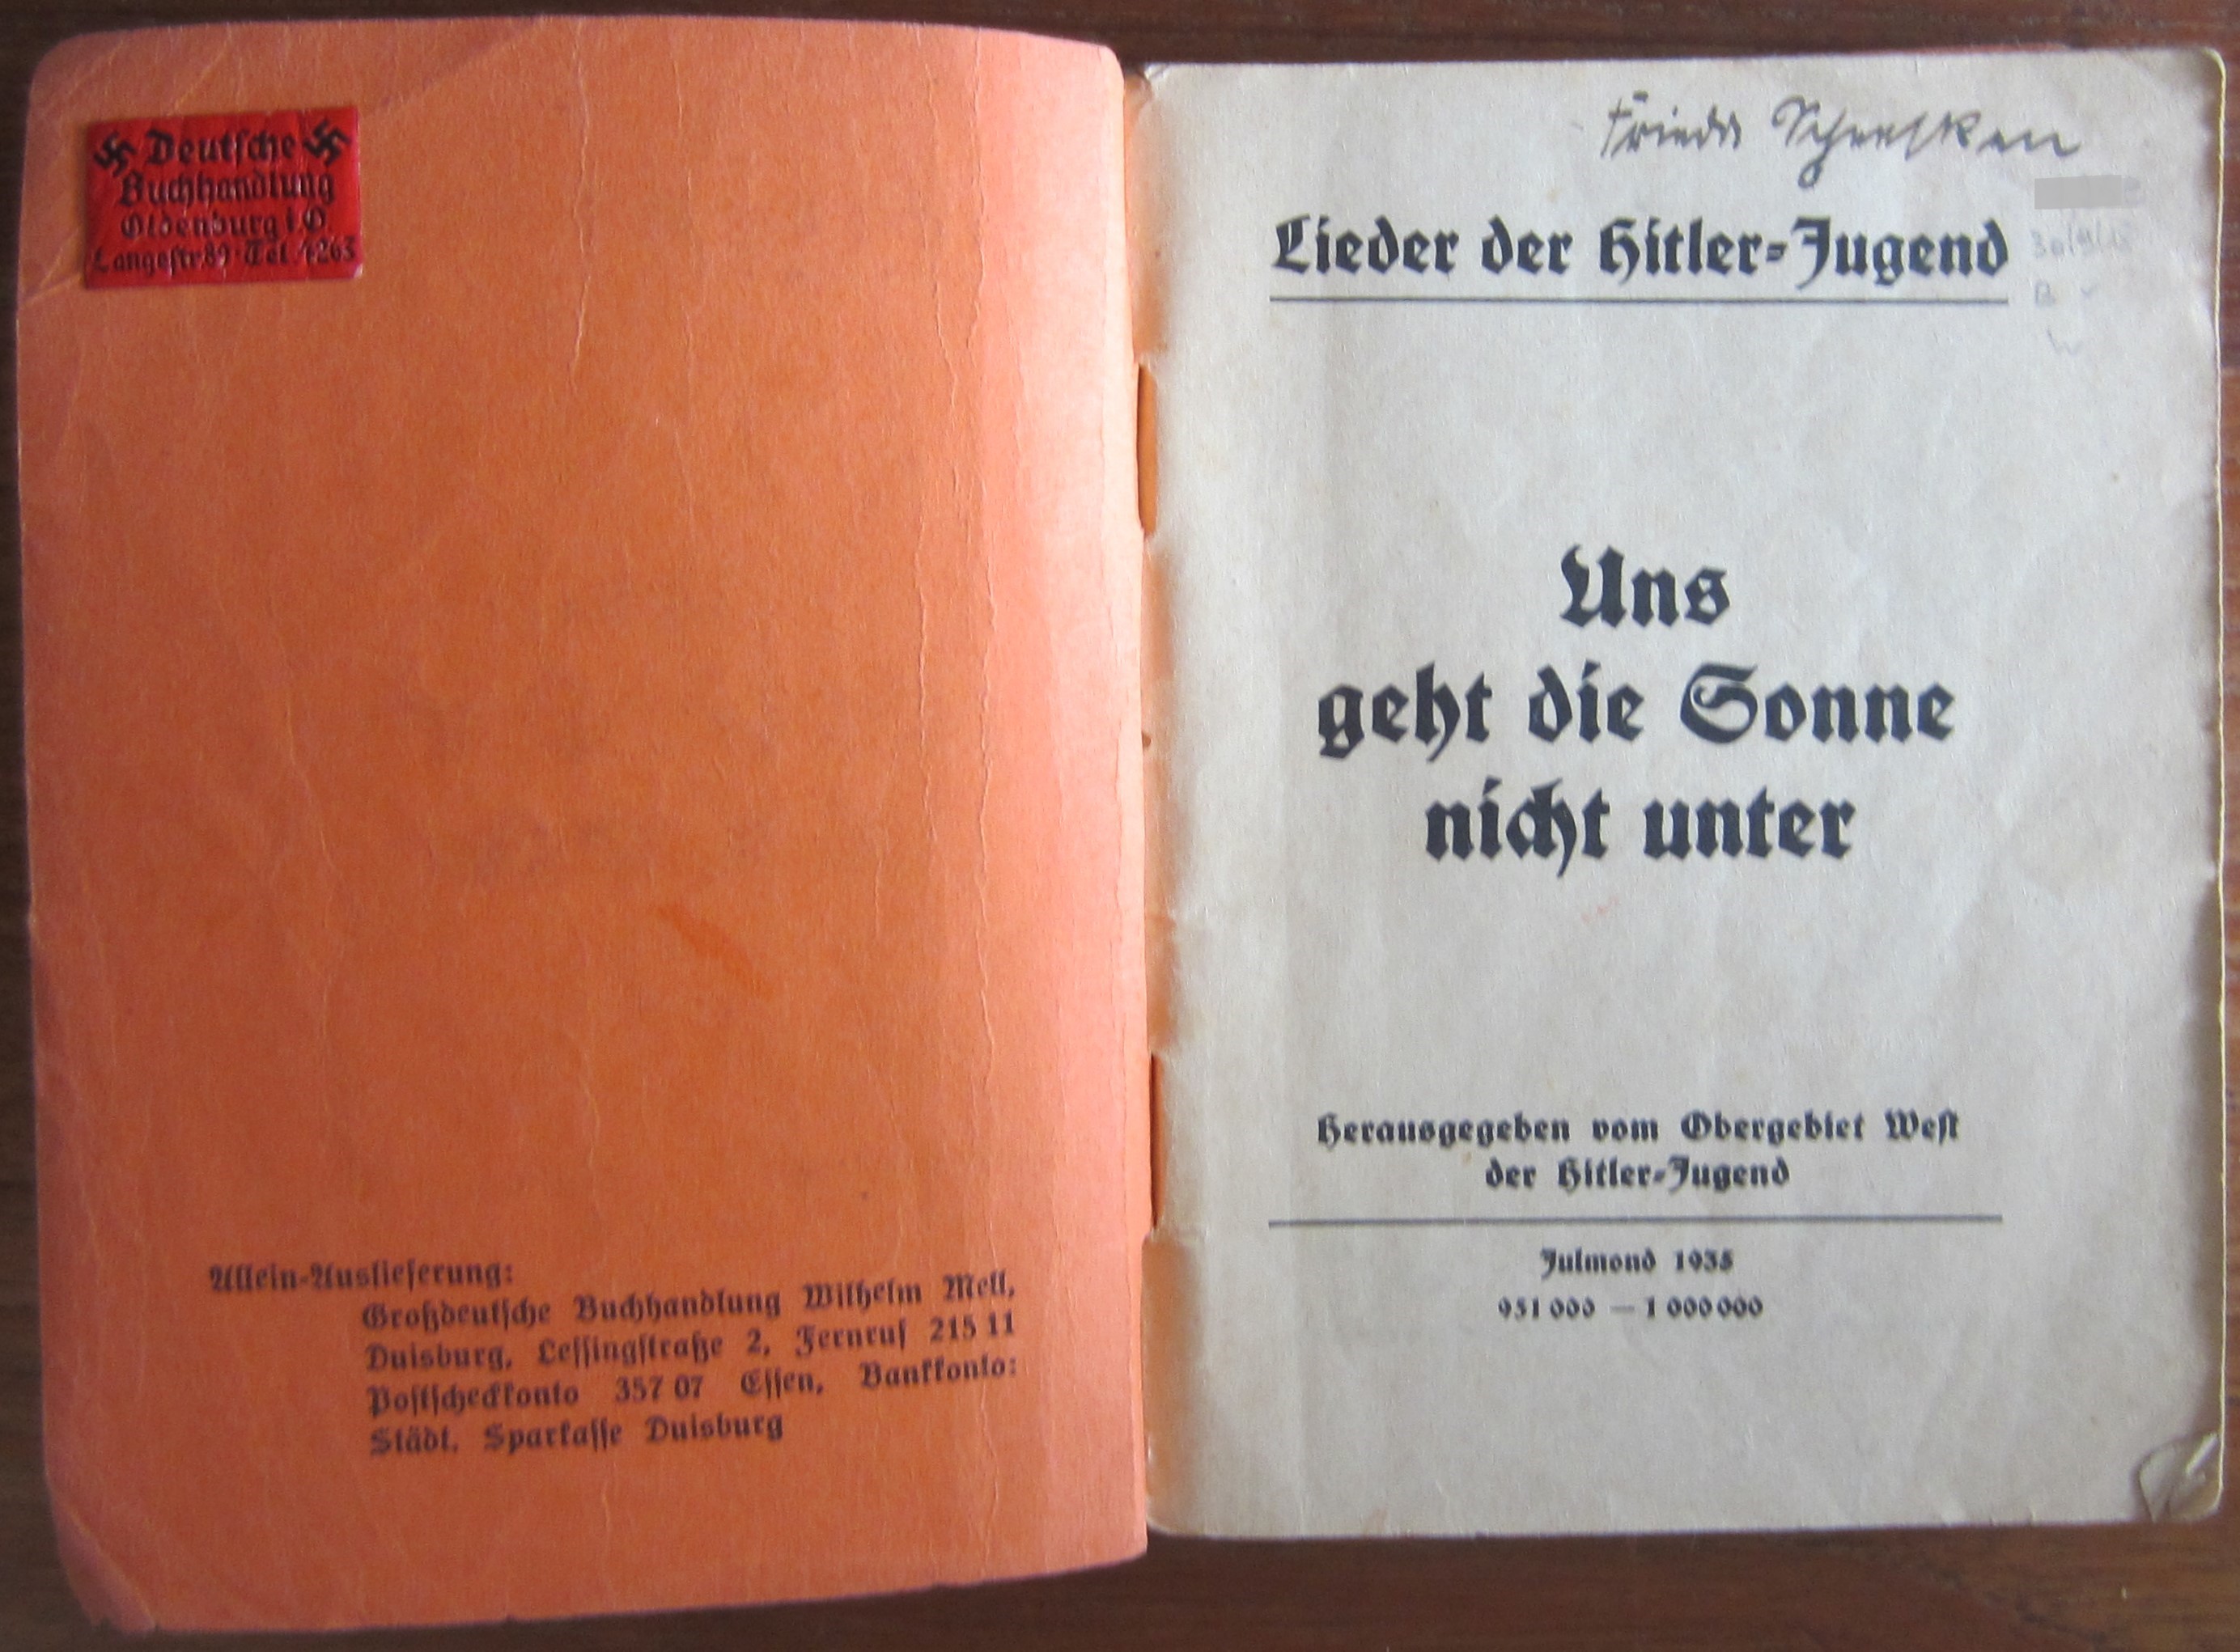 Deutsche
Buchhandlung
Oldenburg i. O.
Langestr. 89 · Tel. 4263
Allein-Auslieferung:
Großdeutsche Buchhandlung Wilhelm Mell,
Duisburg, Lessingstraße 2, Fernruf 215 11
Postscheckkonto 357 07 Essen, Bankkonto:
Städt. Sparkasse Duisburg
Frieda
Lieder der Hitler-Jugend
Uns
geht die Sonne
nicht unter
Herausgegeben vom Obergebiet West
der Hitler-Jugend
Julmond 1935
951 000 — 1 000 000